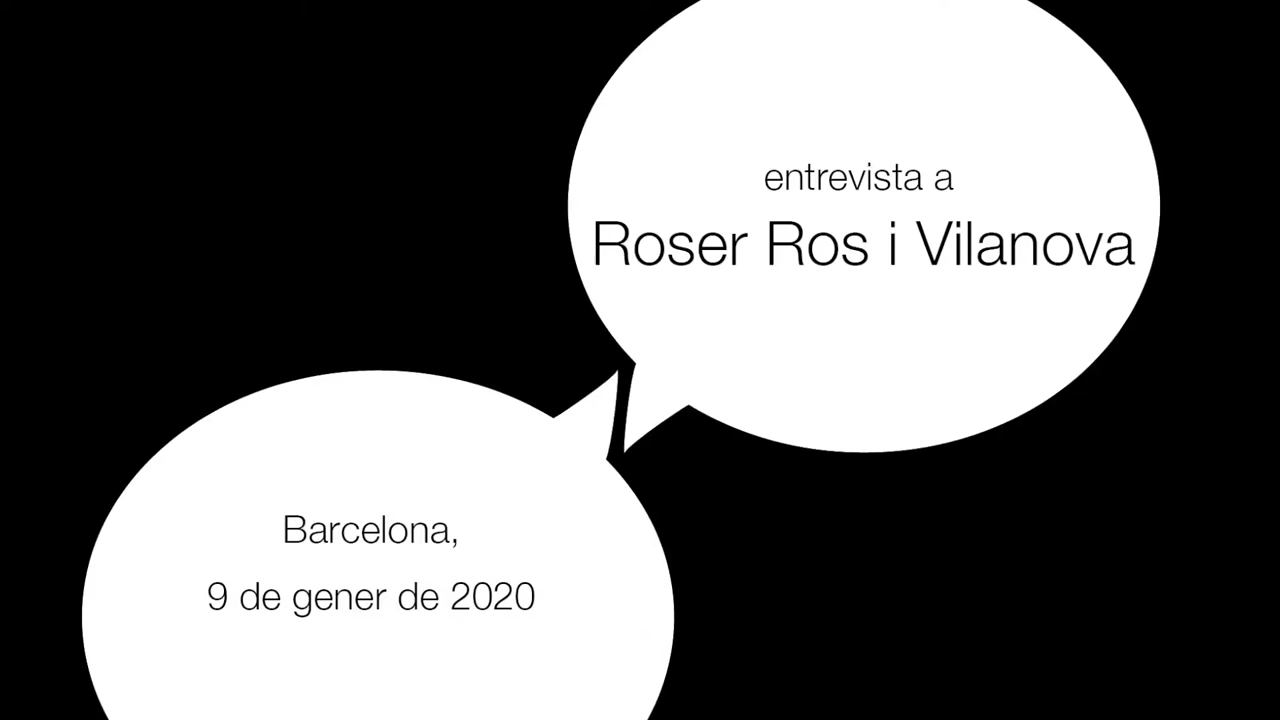 entrevista a
Roser Ros i Vilanova
Barcelona,
9 de gener de 2020